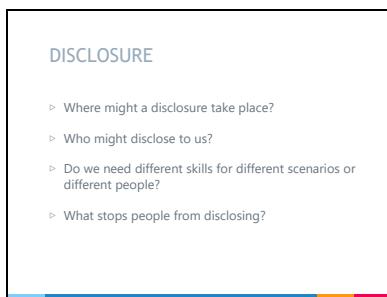 DISCLOSURE
▹ Where might a disclosure take place?
▹ Who might disclose to us?
▹ Do we need different skills for different scenarios or
different people?
▹ What stops people from disclosing?